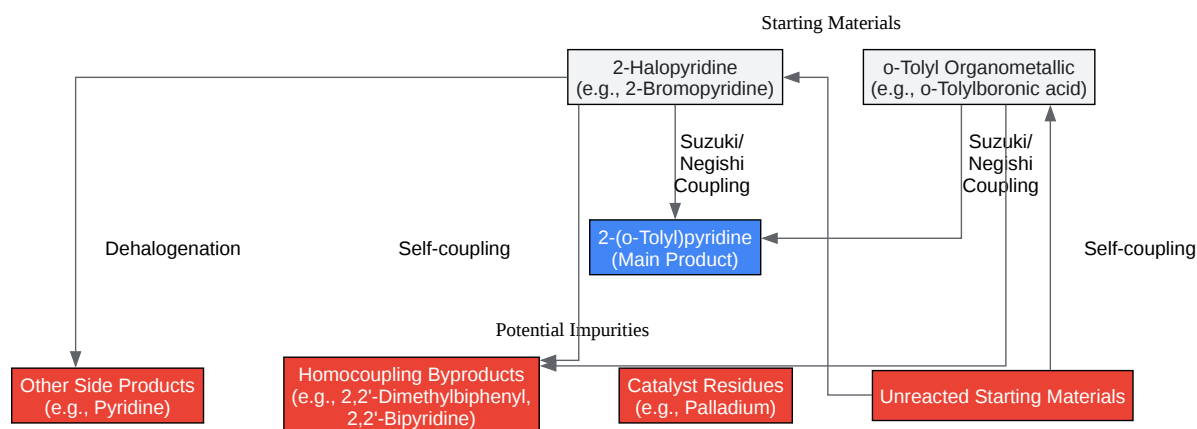 Starting Materials
2-Halopyridine
(e.g., 2-Bromopyridine)
o-Tolyl Organometallic
(e.g., o-Tolylboronic acid)
Suzuki/
Negishi
Coupling
Suzuki/
Negishi
Coupling
2-(o-Tolyl)pyridine
(Main Product)
Dehalogenation
Self-coupling
Self-coupling
Potential Impurities
Other Side Products
(e.g., Pyridine)
Homocoupling Byproducts
(e.g., 2,2'-Dimethylbiphenyl,
2,2'-Bipyridine)
Catalyst Residues
(e.g., Palladium)
Unreacted Starting Materials